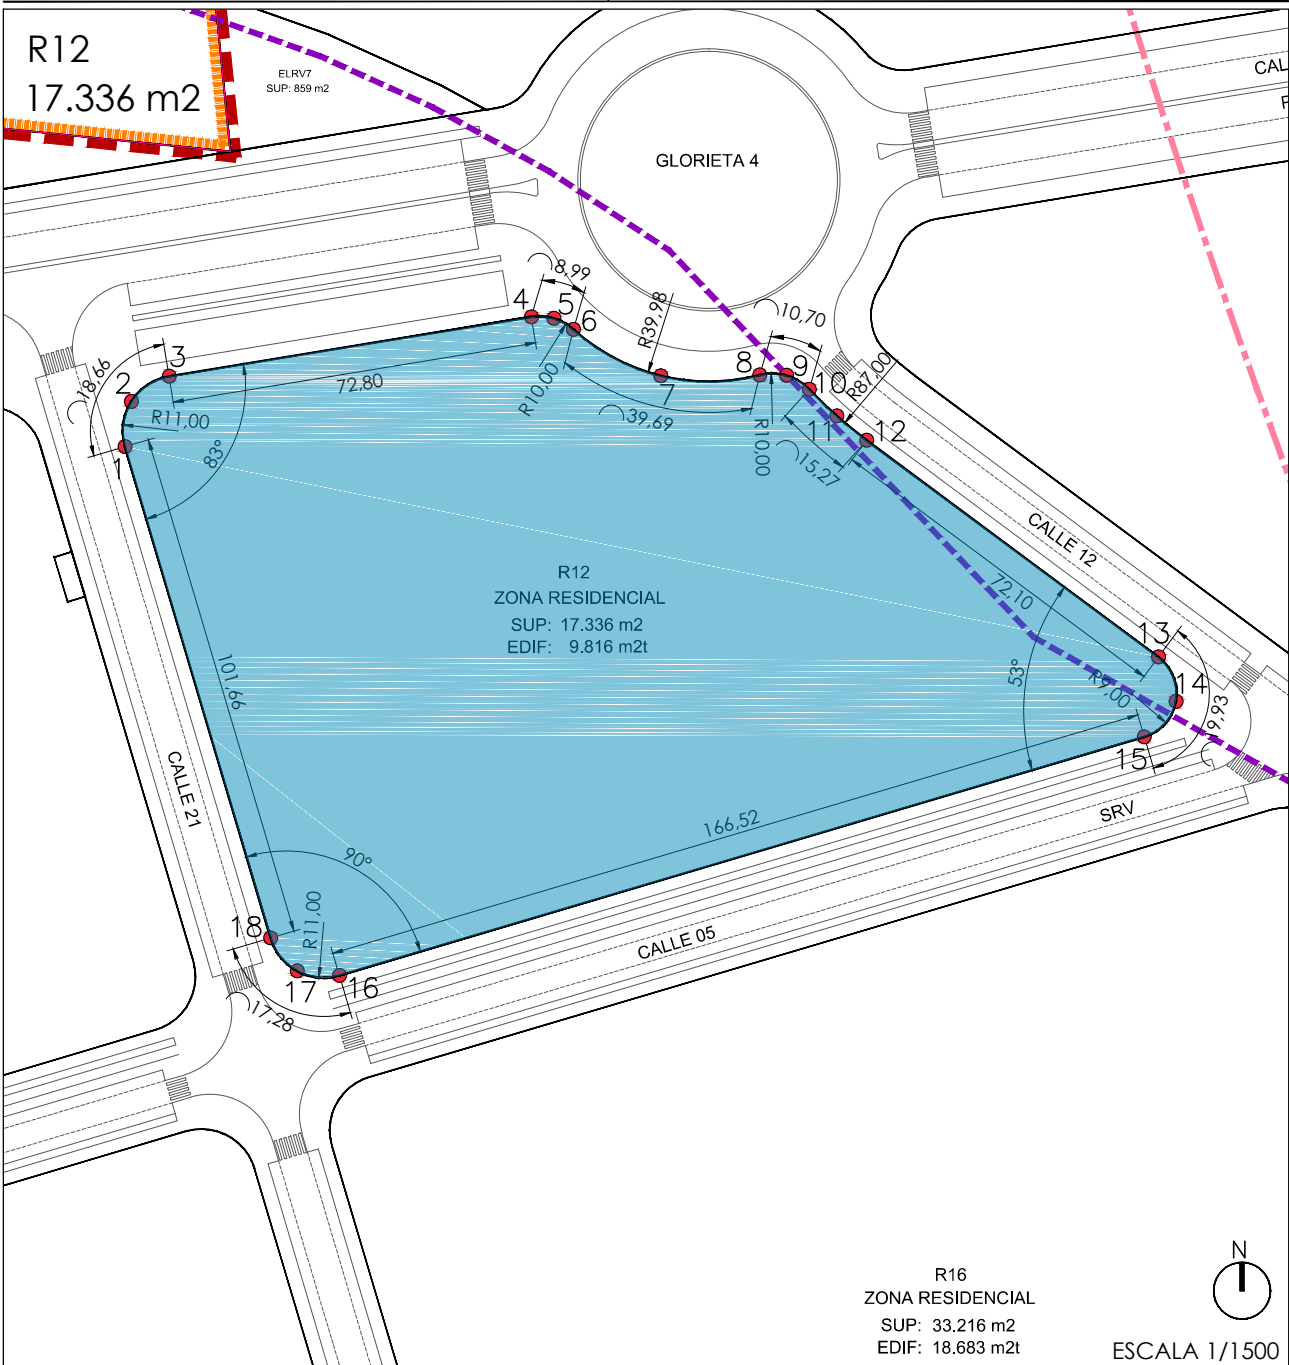 R12
17.336 m2
ELRV7
SUP: 859 m2
CAL
GLORIETA 4
8,99
R39,98
10,70
4
5
6
18,66
3
2
72,80
R10,00
8
9
10
R87,00
7
R11,00
39,69
R10,00
11
12
1
83°
15,27
CALLE 12
R12
ZONA RESIDENCIAL
SUP: 17.336 m2
EDIF: 9.816 m2t
72,10
13
101,66
53°
R9,00
14
19,93
15
CALLE 21
166,52
SRV
90°
R11,00
18
CALLE 05
17
16
17,28
R16
ZONA RESIDENCIAL
SUP: 33.216 m2
EDIF: 18.683 m2t
N
ESCALA 1/1500